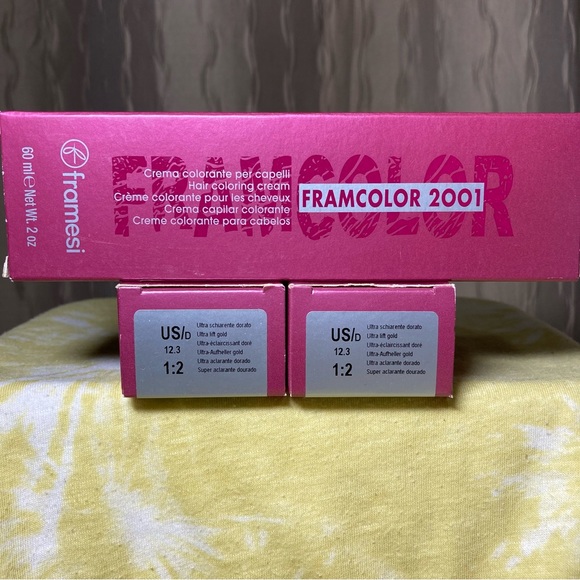 60 ml e Net Wt. 2 oz
framesi
FRAMCOLOR
Crema colorante per capelli
Hair coloring cream
Crème colorante pour les cheveux
Crema capilar colorante
Creme colorante para cabelos
FRAMCOLOR 2001
US/D
12.3
1:2
Ultra schiarente dorato
Ultra lift gold
Ultra-éclaircissant doré
Ultra-Aufheller gold
Ultra aclarante dorado
Super aclarante dourado
US/D
12.3
1:2
Ultra schiarente dorato
Ultra lift gold
Ultra-éclaircissant doré
Ultra-Aufheller gold
Ultra aclarante dorado
Super aclarante dourado